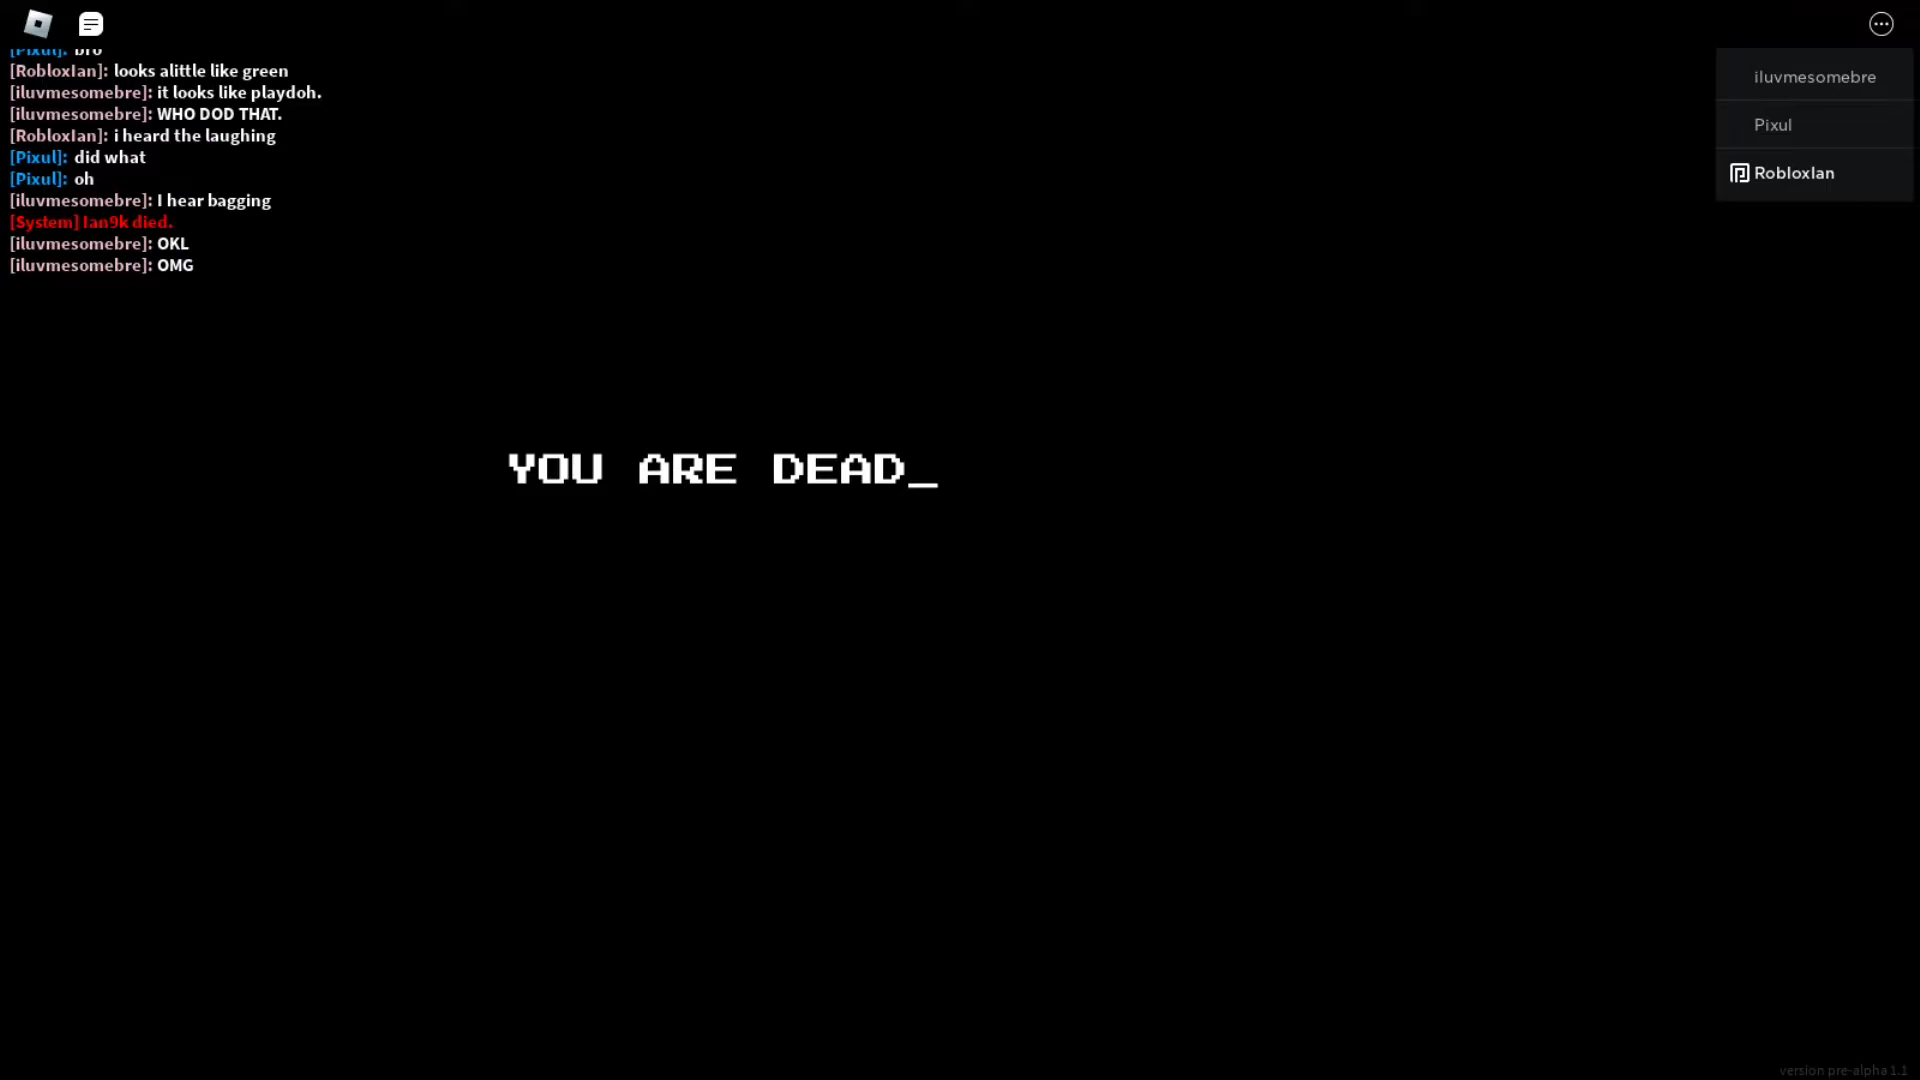 [Pixul]: bro
[RobloxIan]: looks alittle like green
[iluvmesomebre]: it looks like playdoh.
[iluvmesomebre]: WHO DOD THAT.
[RobloxIan]: i heard the laughing
[Pixul]: did what
[Pixul]: oh
[iluvmesomebre]: I hear bagging
[System] Ian9k died.
[iluvmesomebre]: OKL
[iluvmesomebre]: OMG
iluvmesomebre
Pixul
RobloxIan
YOU ARE DEAD_
version pre-alpha 1.1